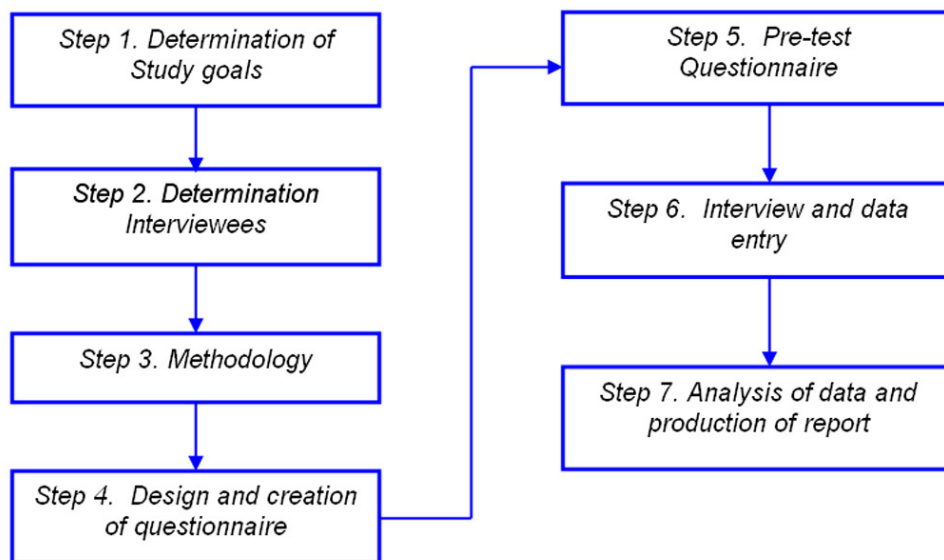 Step 1. Determination of
Study goals
Step 2. Determination
Interviewees
Step 3. Methodology
Step 4. Design and creation
of questionnaire
Step 5. Pre-test
Questionnaire
Step 6. Interview and data
entry
Step 7. Analysis of data and
production of report